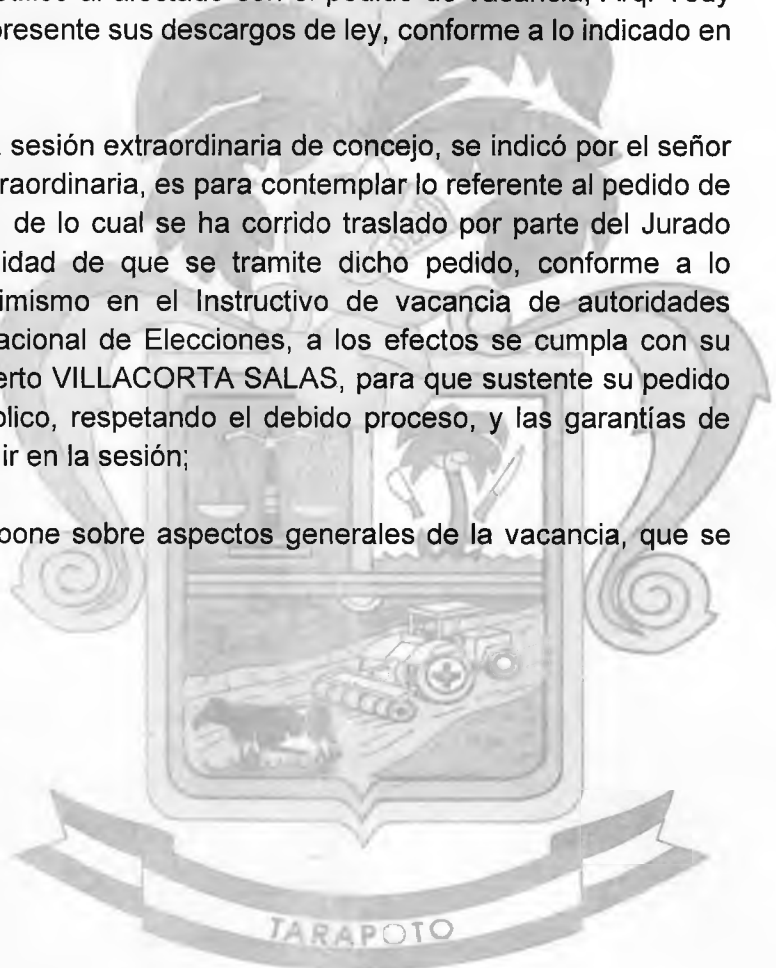 presente sus descargos de ley, conforme a lo indicado en
sesión extraordinaria de concejo, se indicó por el señor
raordinaria, es para contemplar lo referente al pedido de
de lo cual se ha corrido traslado por parte del Jurado
idad de que se tramite dicho pedido, conforme a lo
imismo en el Instructivo de vacancia de autoridades
acional de Elecciones, a los efectos se cumpla con su
erto VILLACORTA SALAS, para que sustente su pedido
blico, respetando el debido proceso, y las garantías de
ir en la sesión;
pone sobre aspectos generales de la vacancia, que se
TARAPOTO